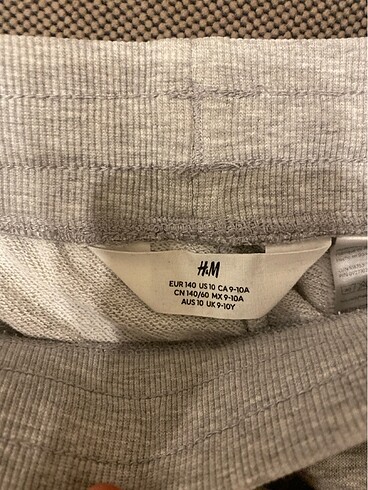 H&M
EUR 140 US 10 CA 9-10A
CN 140/60 MX 9-10A
AUS 10 UK 9-10Y